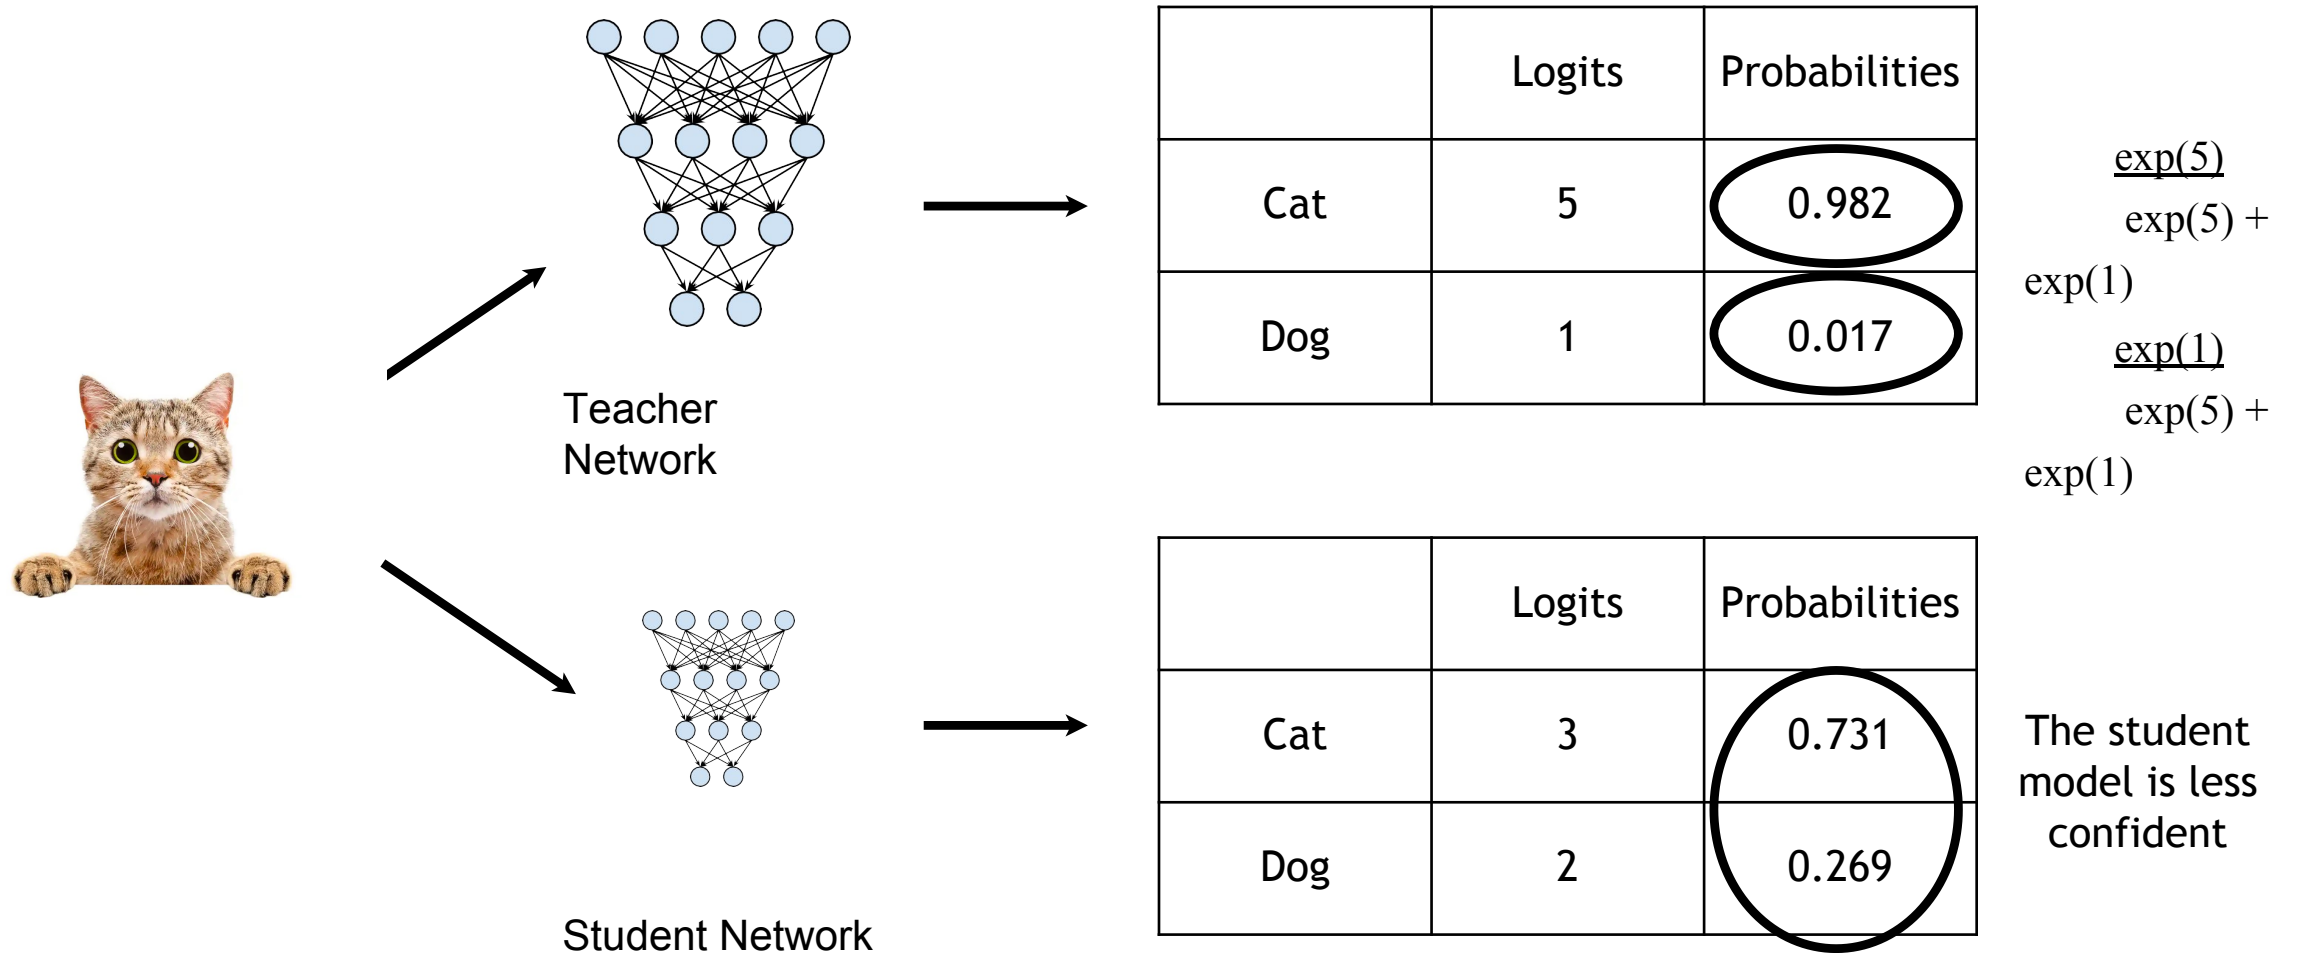 Logits Probabilities
Cat 5 0.982
Dog 1 0.017
exp(5)
exp(5) +
exp(1)
exp(1)
exp(5) +
exp(1)
Teacher
Network
Logits Probabilities
Cat 3 0.731
Dog 2 0.269
The student
model is less
confident
Student Network